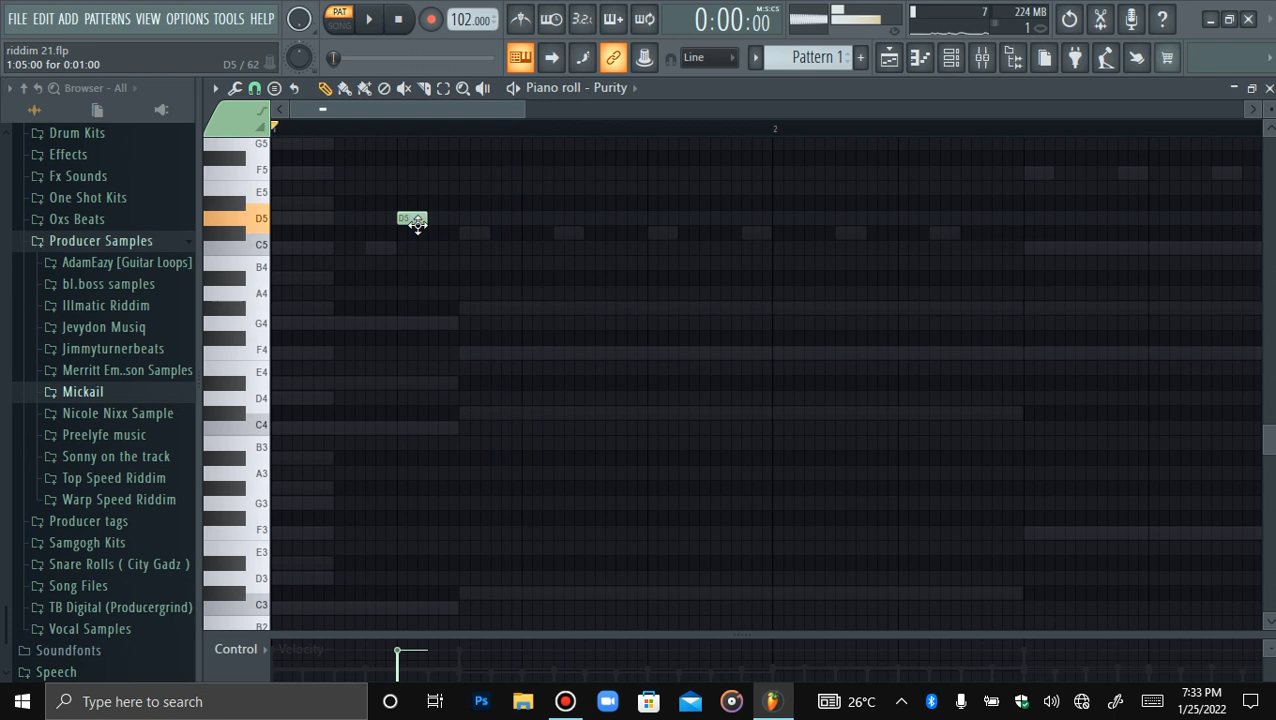 FILE EDIT ADD PATTERNS VIEW OPTIONS TOOLS HELP
PAT
SONG
102.000
3.2.
0:00:00
M:S:CS
7
224 MB
1
riddim 21.flp
1:05:00 for 0:01:00
D5 / 62
Line
Pattern 1
Browser - All
Piano roll - Purity
Drum Kits
Effects
Fx Sounds
One Shot Kits
Oxs Beats
Producer Samples
AdamEazy [Guitar Loops]
bl.boss samples
Illmatic Riddim
Jevydon Musiq
Jimmyturnerbeats
Merritt Em..son Samples
Mickail
Nicole Nixx Sample
Preelyfe music
Sonny on the track
Top Speed Riddim
Warp Speed Riddim
Producer tags
Samgogh Kits
Snare Rolls ( City Gadz )
Song Files
TB Digital (Producergrind)
Vocal Samples
Soundfonts
Speech
2
G5
F5
E5
D5
D5
C5
B4
A4
G4
F4
E4
D4
C4
B3
A3
G3
F3
E3
D3
C3
B2
Control
Velocity
Type here to search
Ps
26°C
7:33 PM
1/25/2022